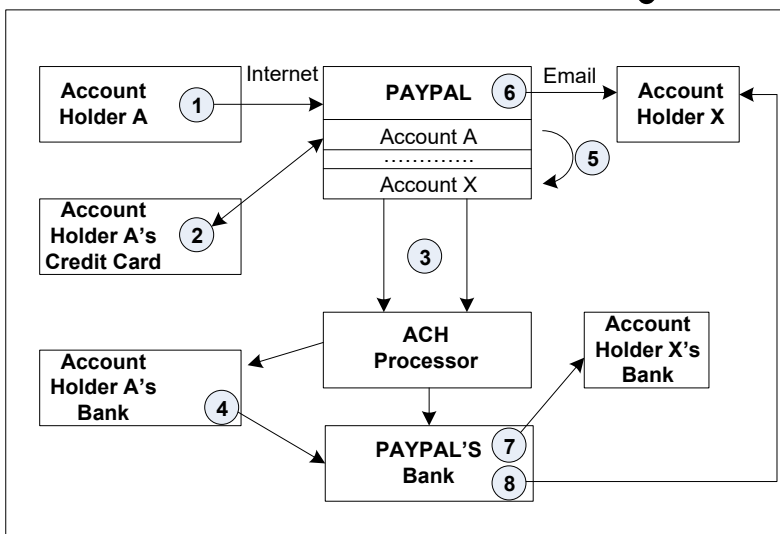 Account
Holder A
1
Internet
PAYPAL
6
Email
Account
Holder X
Account A
.............
Account X
5
Account
Holder A's
Credit Card
2
3
ACH
Processor
Account
Holder X's
Bank
Account
Holder A's
Bank
4
PAYPAL'S
Bank
7
8